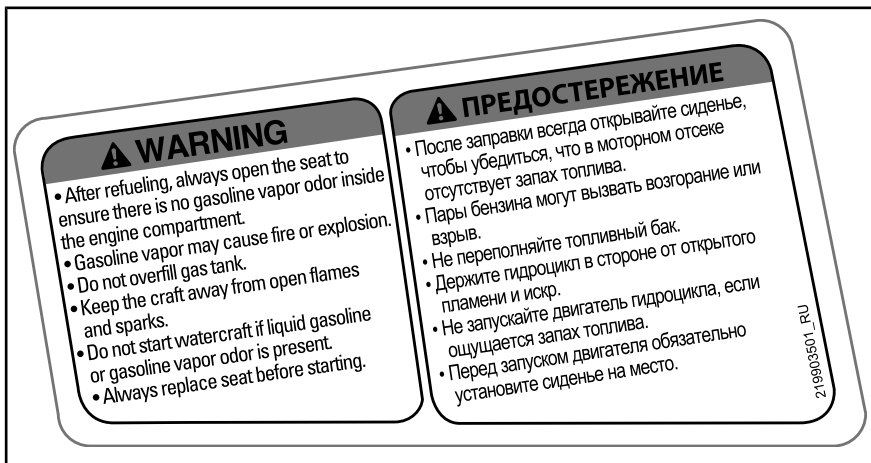 WARNING
• After refueling, always open the seat to
ensure there is no gasoline vapor odor inside
the engine compartment.
• Gasoline vapor may cause fire or explosion.
• Do not overfill gas tank.
• Keep the craft away from open flames
and sparks.
• Do not start watercraft if liquid gasoline
or gasoline vapor odor is present.
• Always replace seat before starting.
ПРЕДОСТЕРЕЖЕНИЕ
• После заправки всегда открывайте сиденье,
чтобы убедиться, что в моторном отсеке
отсутствует запах топлива.
• Пары бензина могут вызвать возгорание или
взрыв.
• Не переполняйте топливный бак.
• Держите гидроцикл в стороне от открытого
пламени и искр.
• Не запускайте двигатель гидроцикла, если
ощущается запах топлива.
• Перед запуском двигателя обязательно
установите сиденье на место.
219903501_RU